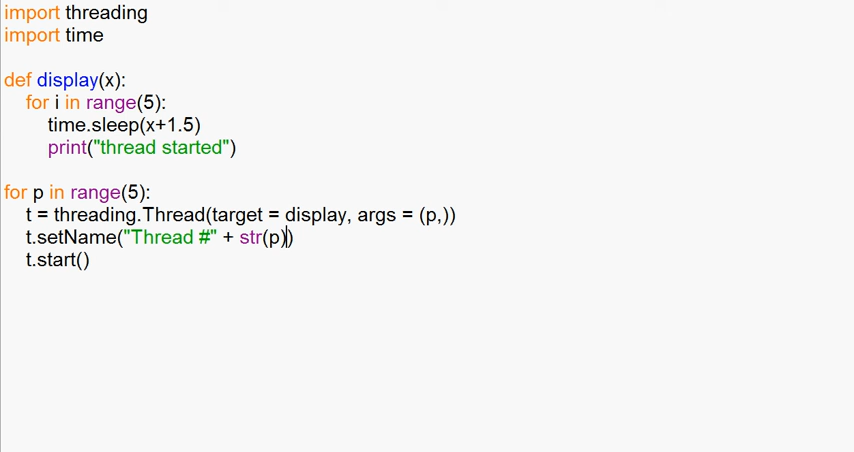 import threading
import time
def display(x):
for i in range(5):
time.sleep(x+1.5)
print("thread started")
for p in range(5):
t = threading.Thread(target = display, args = (p,))
t.setName("Thread #" + str(p))
t.start()